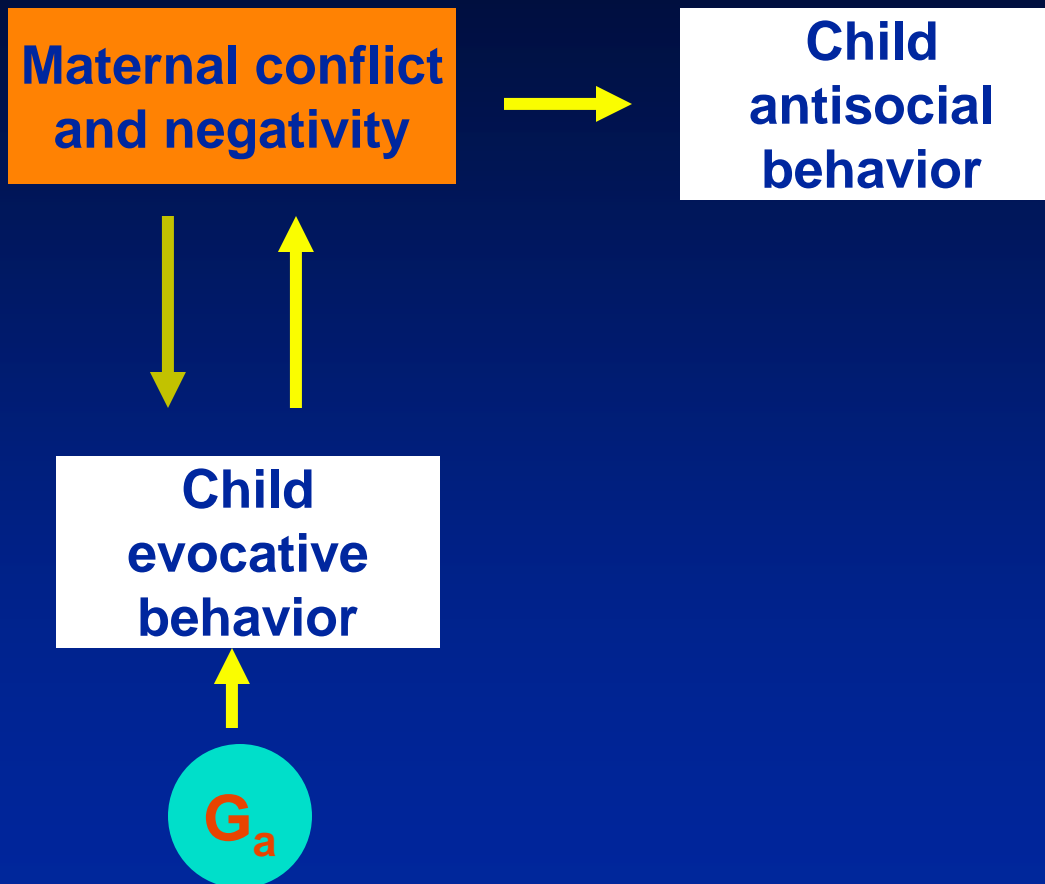 Maternal conflict
and negativity
Child
antisocial
behavior
Child
evocative
behavior
Gₐ